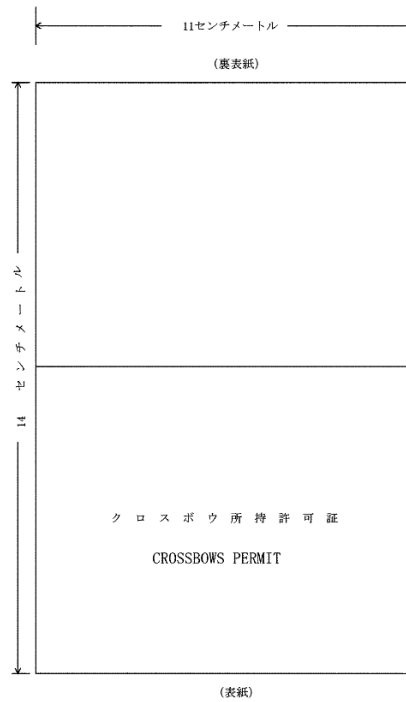 11センチメートル
(裏表紙)
14 センチメートル
クロスボウ所持許可証
CROSSBOWS PERMIT
(表紙)